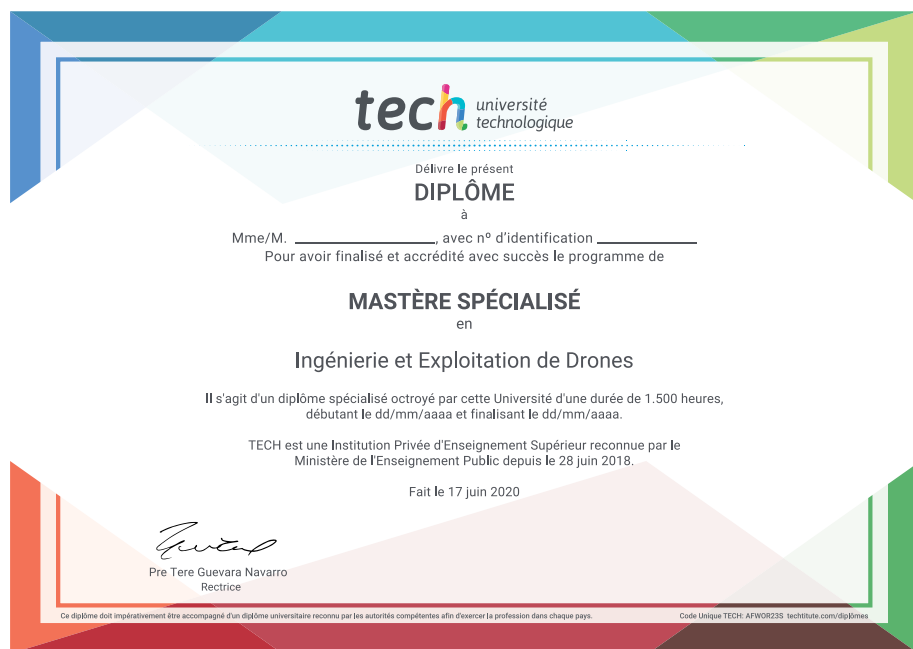 tech université
technologique
Délivre le présent
DIPLÔME
à
Mme/M. ________________, avec nº d'identification ____________
Pour avoir finalisé et accrédité avec succès le programme de
MASTÈRE SPÉCIALISÉ
en
Ingénierie et Exploitation de Drones
Il s'agit d'un diplôme spécialisé octroyé par cette Université d'une durée de 1.500 heures,
débutant le dd/mm/aaaa et finalisant le dd/mm/aaaa.
TECH est une Institution Privée d'Enseignement Supérieur reconnue par le
Ministère de l'Enseignement Public depuis le 28 juin 2018.
Fait le 17 juin 2020
Pre Tere Guevara Navarro
Rectrice
Ce diplôme doit impérativement être accompagné d'un diplôme universitaire reconnu par les autorités compétentes afin d'exercer la profession dans chaque pays.
Code Unique TECH: AFWOR23S techtitute.com/diplômes